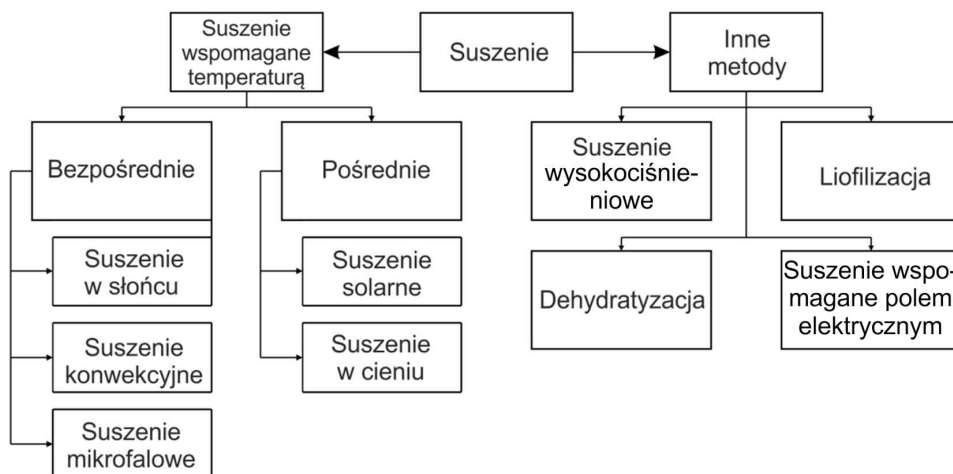 Suszenie
wspomagane
temperaturą
Suszenie
Inne
metody
Bezpośrednie
Pośrednie
Suszenie
wysokociśnie-
niowe
Liofilizacja
Suszenie
w słońcu
Suszenie
solarne
Dehydratyzacja
Suszenie wspo-
magane polem
elektrycznym
Suszenie
konwekcyjne
Suszenie
w cieniu
Suszenie
mikrofalowe